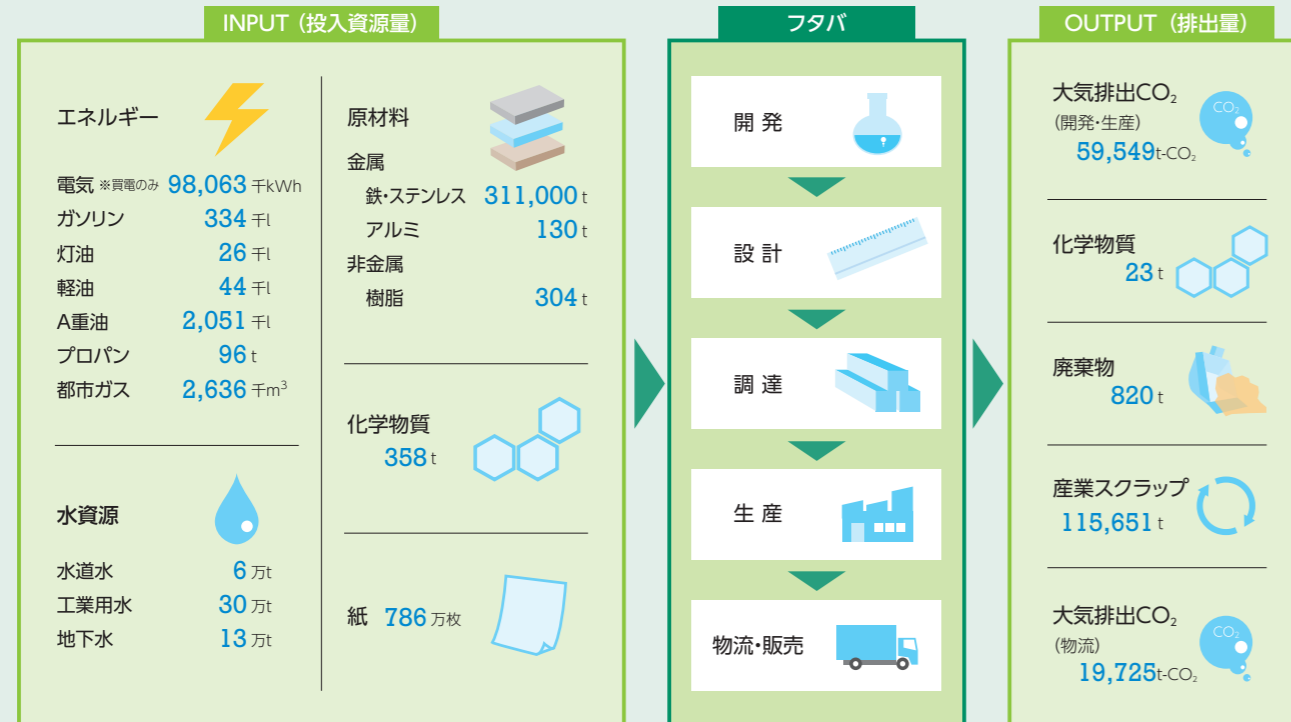 INPUT（投入資源量）
エネルギー
電気 ※買電のみ 98,063 千kWh
ガソリン 334 千l
灯油 26 千l
軽油 44 千l
A重油 2,051 千l
プロパン 96 t
都市ガス 2,636 千m³
水資源
水道水 6 万t
工業用水 30 万t
地下水 13 万t
原材料
金属
鉄・ステンレス 311,000 t
アルミ 130 t
非金属
樹脂 304 t
化学物質
358 t
紙 786 万枚
フタバ
開発
設計
調達
生産
物流・販売
OUTPUT（排出量）
大気排出CO₂
CO₂
（開発・生産）
59,549t-CO₂
化学物質
23 t
廃棄物
820 t
産業スクラップ
115,651 t
大気排出CO₂
CO₂
（物流）
19,725t-CO₂